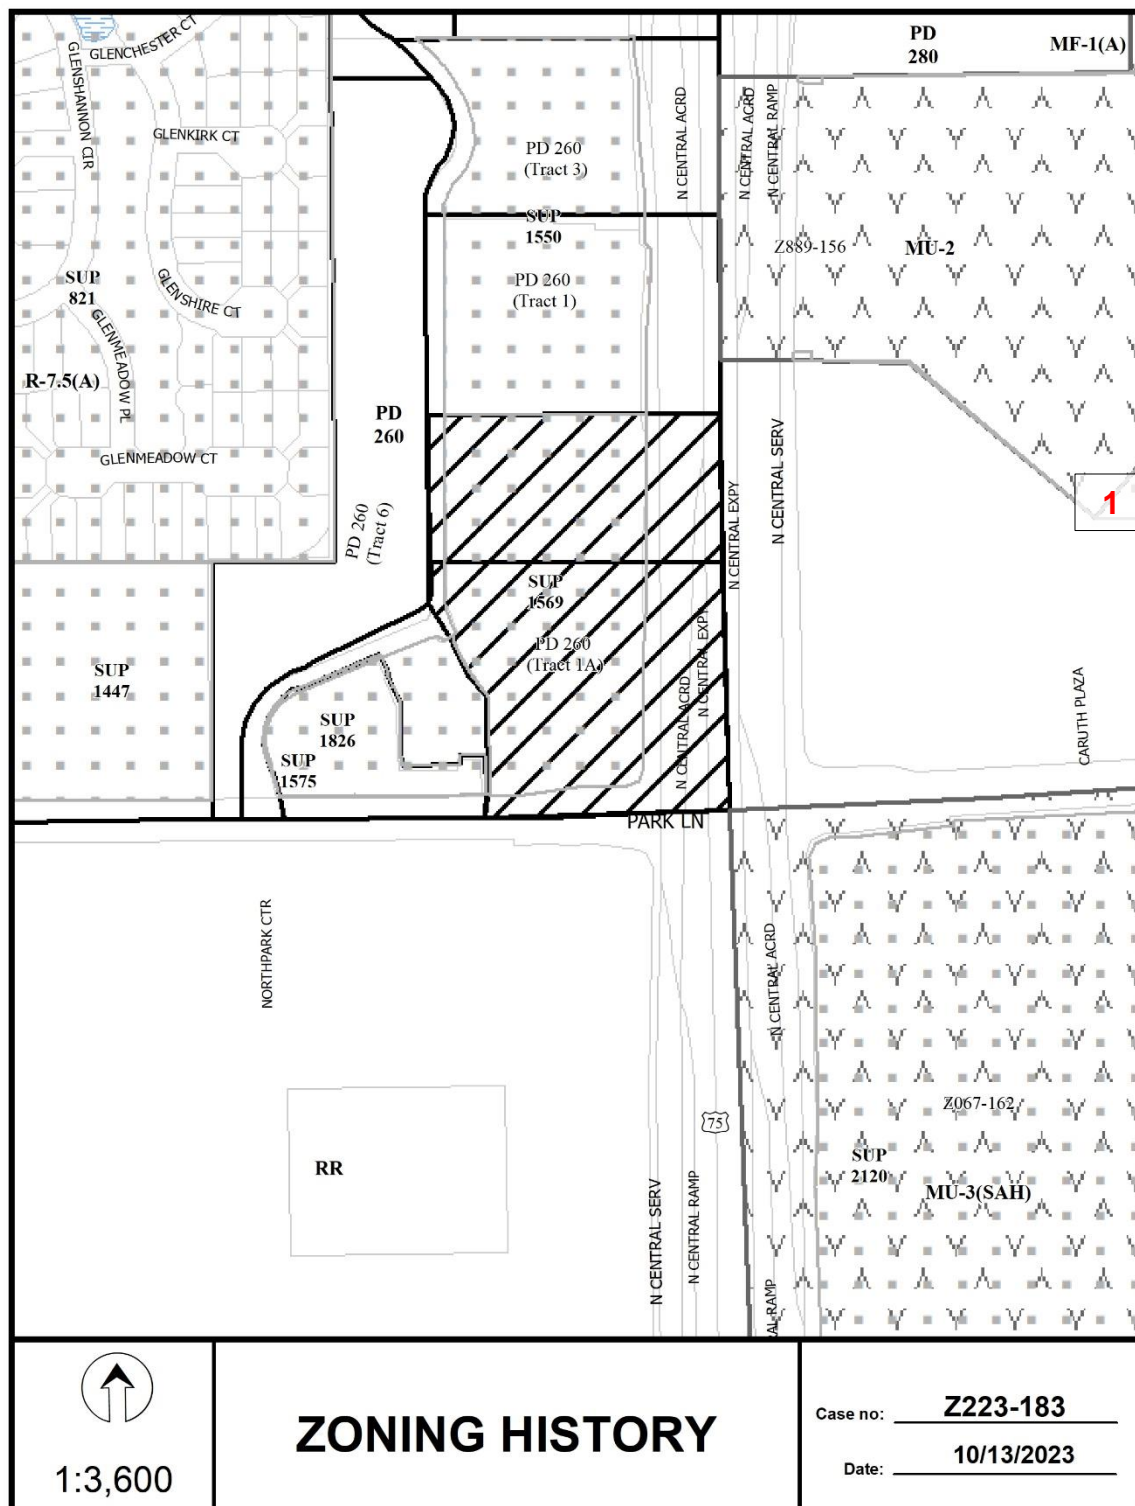 GLENCHESTER CT
GLENSHANNON CIR
GLENKIRK CT
SUP
821
GLENSHIRE CT
GLENMEADOW PL
R-7.5(A)
GLENMEADOW CT
PD
260
PD 260
(Tract 6)
PD 260
(Tract 3)
SUP
1550
PD 260
(Tract 1)
N CENTRAL ACRD
N CENTRAL ACRD
N CENTRAL RAMP
PD
280
MF-1(A)
Z889-156
MU-2
N CENTRAL SERV
N CENTRAL EXPY
1
SUP
1569
PD 260
(Tract 1A)
N CENTRAL EXPY
N CENTRAL ACRD
SUP
1447
SUP
1826
SUP
1575
CARUTH PLAZA
PARK LN
NORTHPARK CTR
N CENTRAL ACRD
Z067-162
75
SUP
2120
MU-3(SAH)
RR
N CENTRAL SERV
N CENTRAL RAMP
RAL RAMP
1:3,600
ZONING HISTORY
Case no: Z223-183
Date: 10/13/2023